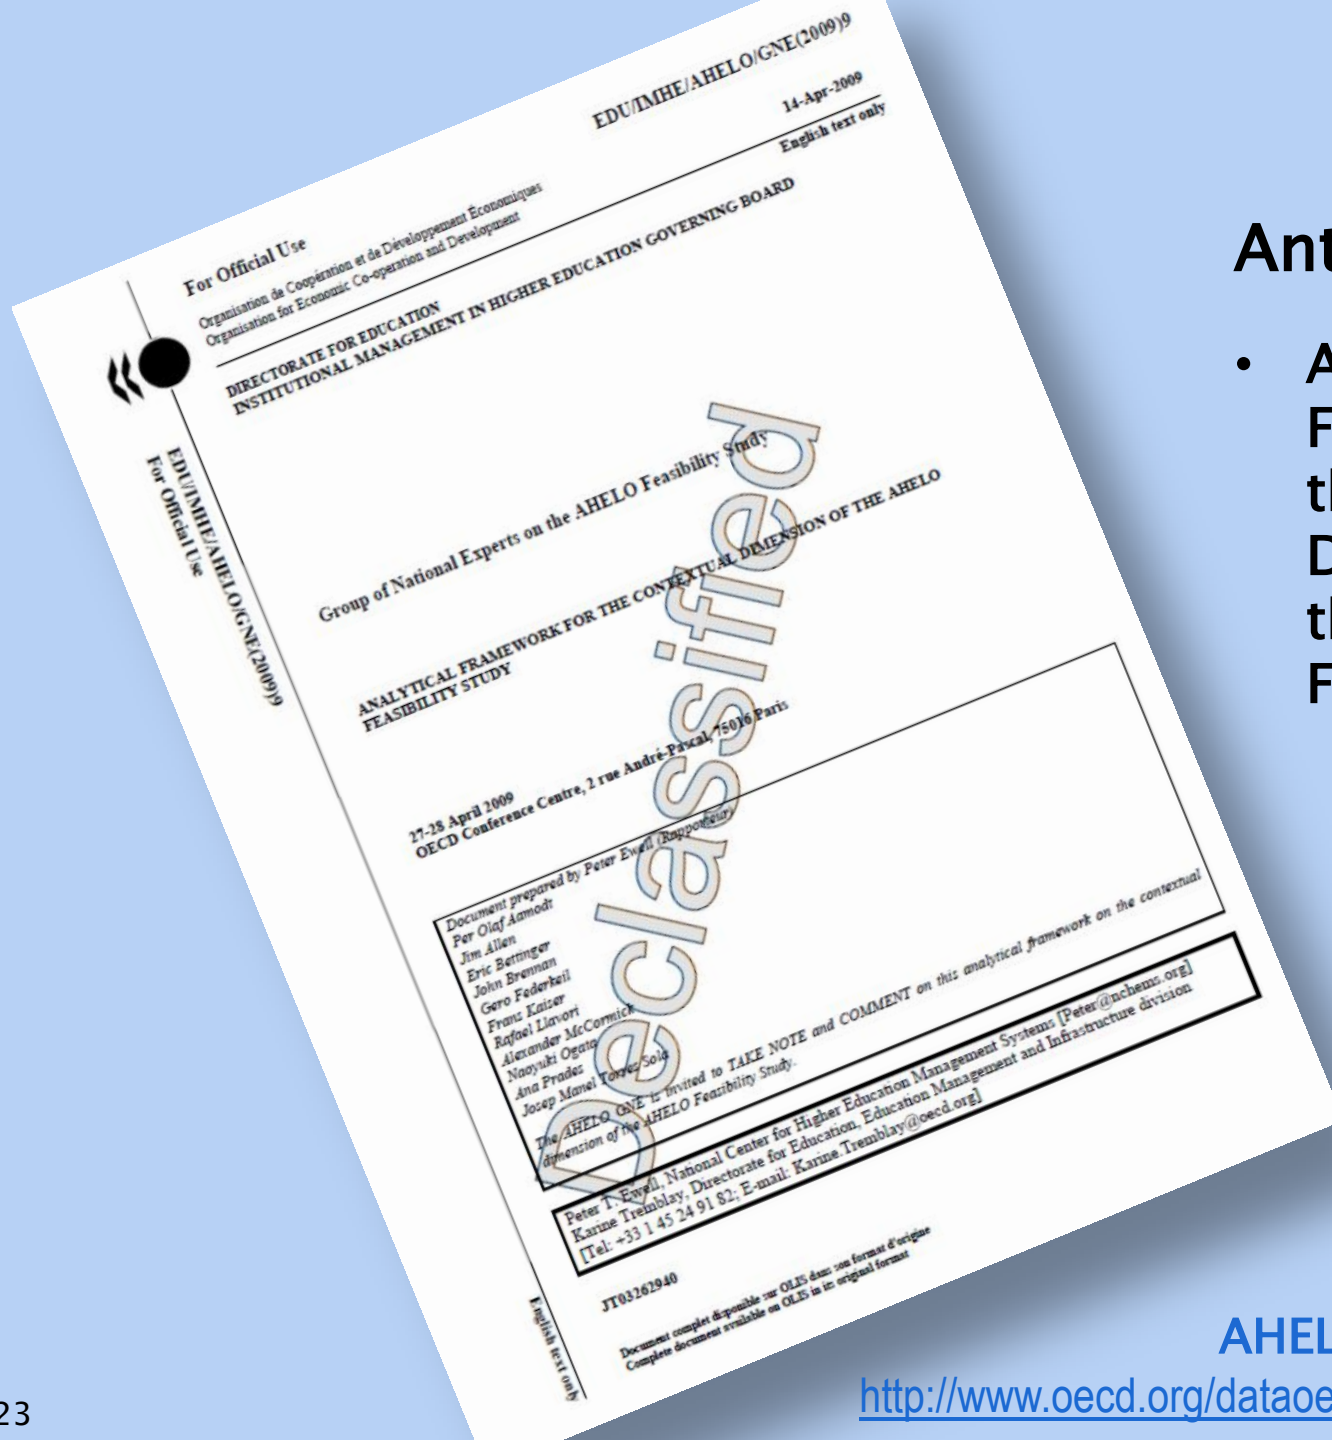 EDU/IMHE/AHELO/GNE(2009)9
14-Apr-2009
English text only
For Official Use
Organisation de Coopération et de Développement Économiques
Organisation for Economic Co-operation and Development
DIRECTORATE FOR EDUCATION
INSTITUTIONAL MANAGEMENT IN HIGHER EDUCATION GOVERNING BOARD
EDU/IMHE/AHELO/GNE(2009)9
For Official Use
Group of National Experts on the AHELO Feasibility Study
ANALYTICAL FRAMEWORK FOR THE CONTEXTUAL DIMENSION OF THE AHELO
FEASIBILITY STUDY
27-28 April 2009
OECD Conference Centre, 2 rue André-Pascal, 75016 Paris
Declassified
Document prepared by Peter Ewell (Rapporteur)
Per Olaf Aamodt
Jim Allen
Eric Bettinger
John Brennan
Gero Federkeil
Franz Kaiser
Rafael Llavori
Alexander McCormick
Naoyuki Ogata
Ana Prades
Josep Manel Torres Sola
The AHELO GNE is invited to TAKE NOTE and COMMENT on this analytical framework on the contextual
dimension of the AHELO Feasibility Study.
Peter T. Ewell, National Center for Higher Education Management Systems [Peter@nchems.org]
Karine Tremblay, Directorate for Education, Education Management and Infrastructure division
[Tel: +33 1 45 24 91 82; E-mail: Karine.Tremblay@oecd.org]
JT03262940
Document complet disponible sur OLIS dans son format d'origine
Complete document available on OLIS in its original format
English text only
Ant
• A
F
th
D
th
F
AHEL
http://www.oecd.org/dataoe
23